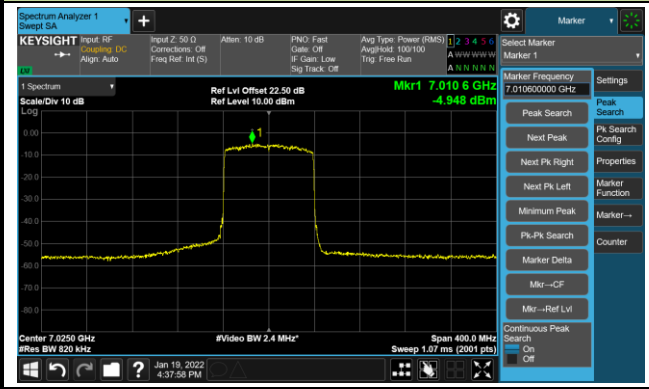 Spectrum Analyzer 1
Swept SA
+
Marker
KEYSIGHT
Input: RF
Coupling: DC
Align: Auto
Input Z: 50 Ω
Corrections: Off
Freq Ref: Int (S)
Atten: 10 dB
PNO: Fast
Gate: Off
IF Gain: Low
Sig Track: Off
Avg Type: Power (RMS)
Avg|Hold: 100/100
Trig: Free Run
1 2 3 4 5 6
A W W W W W
A N N N N N
LXI
Select Marker
Marker 1
1 Spectrum
Scale/Div 10 dB
Log
Ref Lvl Offset 22.50 dB
Ref Level 10.00 dBm
Mkr1 7.010 6 GHz
-4.948 dBm
1
0.00
-10.0
-20.0
-30.0
-40.0
-50.0
-60.0
-70.0
-80.0
Center 7.0250 GHz
#Res BW 820 kHz
#Video BW 2.4 MHz*
Span 400.0 MHz
Sweep 1.07 ms (2001 pts)
Marker Frequency
7.010600000 GHz
Peak Search
Next Peak
Next Pk Right
Next Pk Left
Minimum Peak
Pk-Pk Search
Marker Delta
Mkr→CF
Mkr→Ref Lvl
Continuous Peak
Search
On
Off
Settings
Peak
Search
Pk Search
Config
Properties
Marker
Function
Marker→
Counter
?
Jan 19, 2022
4:37:58 PM